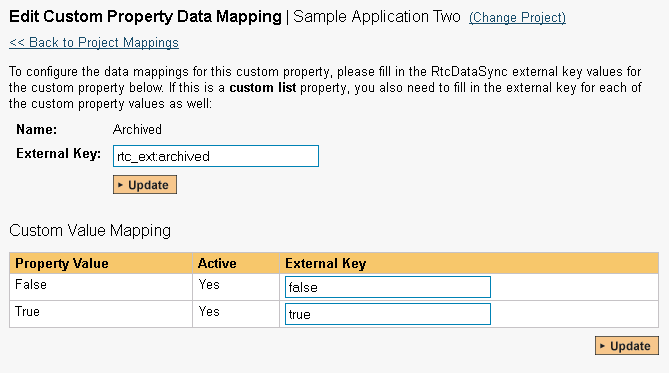 Edit Custom Property Data Mapping | Sample Application Two (Change Project)
<< Back to Project Mappings
To configure the data mappings for this custom property, please fill in the RtcDataSync external key values for
the custom property below. If this is a custom list property, you also need to fill in the external key for each of
the custom property values as well:
Name: Archived
External Key: rtc_ext:archived
Update
Custom Value Mapping
Property Value Active External Key
False Yes false
True Yes true
Update